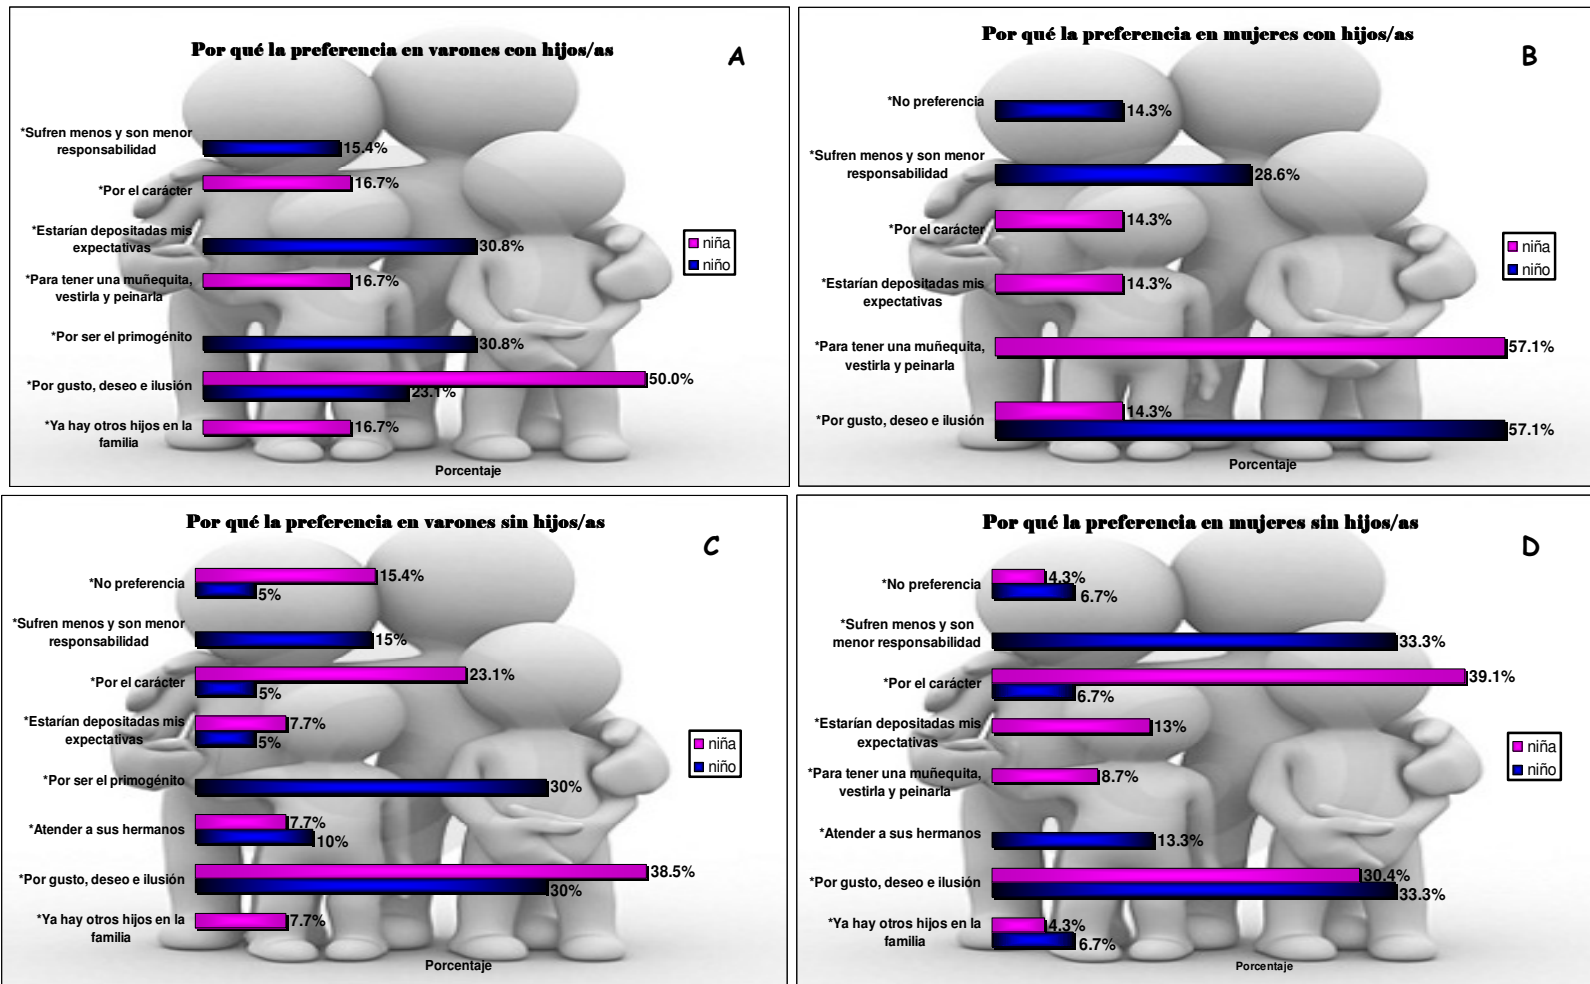 Por qué la preferencia en varones con hijos/as
A
*Sufren menos y son menor
responsabilidad
15.4%
*Por el carácter
16.7%
*Estarían depositadas mis
expectativas
30.8%
*Para tener una muñequita,
vestirla y peinarla
16.7%
*Por ser el primogénito
30.8%
*Por gusto, deseo e ilusión
50.0%
23.1%
*Ya hay otros hijos en la
familia
16.7%
Porcentaje
niña
niño
Por qué la preferencia en mujeres con hijos/as
B
*No preferencia
14.3%
*Sufren menos y son menor
responsabilidad
28.6%
*Por el carácter
14.3%
*Estarían depositadas mis
expectativas
14.3%
*Para tener una muñequita,
vestirla y peinarla
57.1%
*Por gusto, deseo e ilusión
14.3%
57.1%
Porcentaje
niña
niño
Por qué la preferencia en varones sin hijos/as
C
*No preferencia
15.4%
5%
*Sufren menos y son menor
responsabilidad
15%
*Por el carácter
23.1%
5%
*Estarían depositadas mis
expectativas
7.7%
5%
*Por ser el primogénito
30%
*Atender a sus hermanos
7.7%
10%
*Por gusto, deseo e ilusión
38.5%
30%
*Ya hay otros hijos en la
familia
7.7%
Porcentaje
niña
niño
Por qué la preferencia en mujeres sin hijos/as
D
*No preferencia
4.3%
6.7%
*Sufren menos y son
menor responsabilidad
33.3%
*Por el carácter
39.1%
6.7%
*Estarían depositadas mis
expectativas
13%
*Para tener una muñequita,
vestirla y peinarla
8.7%
*Atender a sus hermanos
13.3%
*Por gusto, deseo e ilusión
30.4%
33.3%
*Ya hay otros hijos en la
familia
4.3%
6.7%
Porcentaje
niña
niño